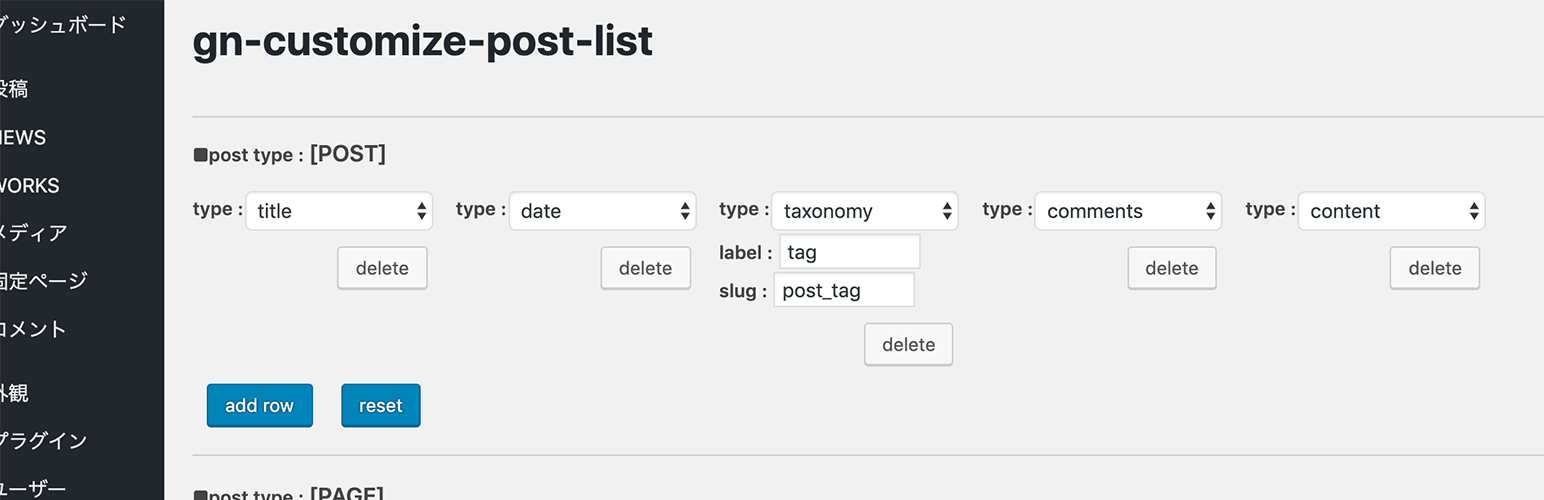 ダッシュボード
投稿
NEWS
WORKS
メディア
固定ページ
コメント
外観
プラグイン
ユーザー
gn-customize-post-list
■post type : [POST]
type : title type : date type : taxonomy type : comments type : content
label : tag
slug : post_tag
delete delete delete delete delete
add row reset
■post type : [PAGE]